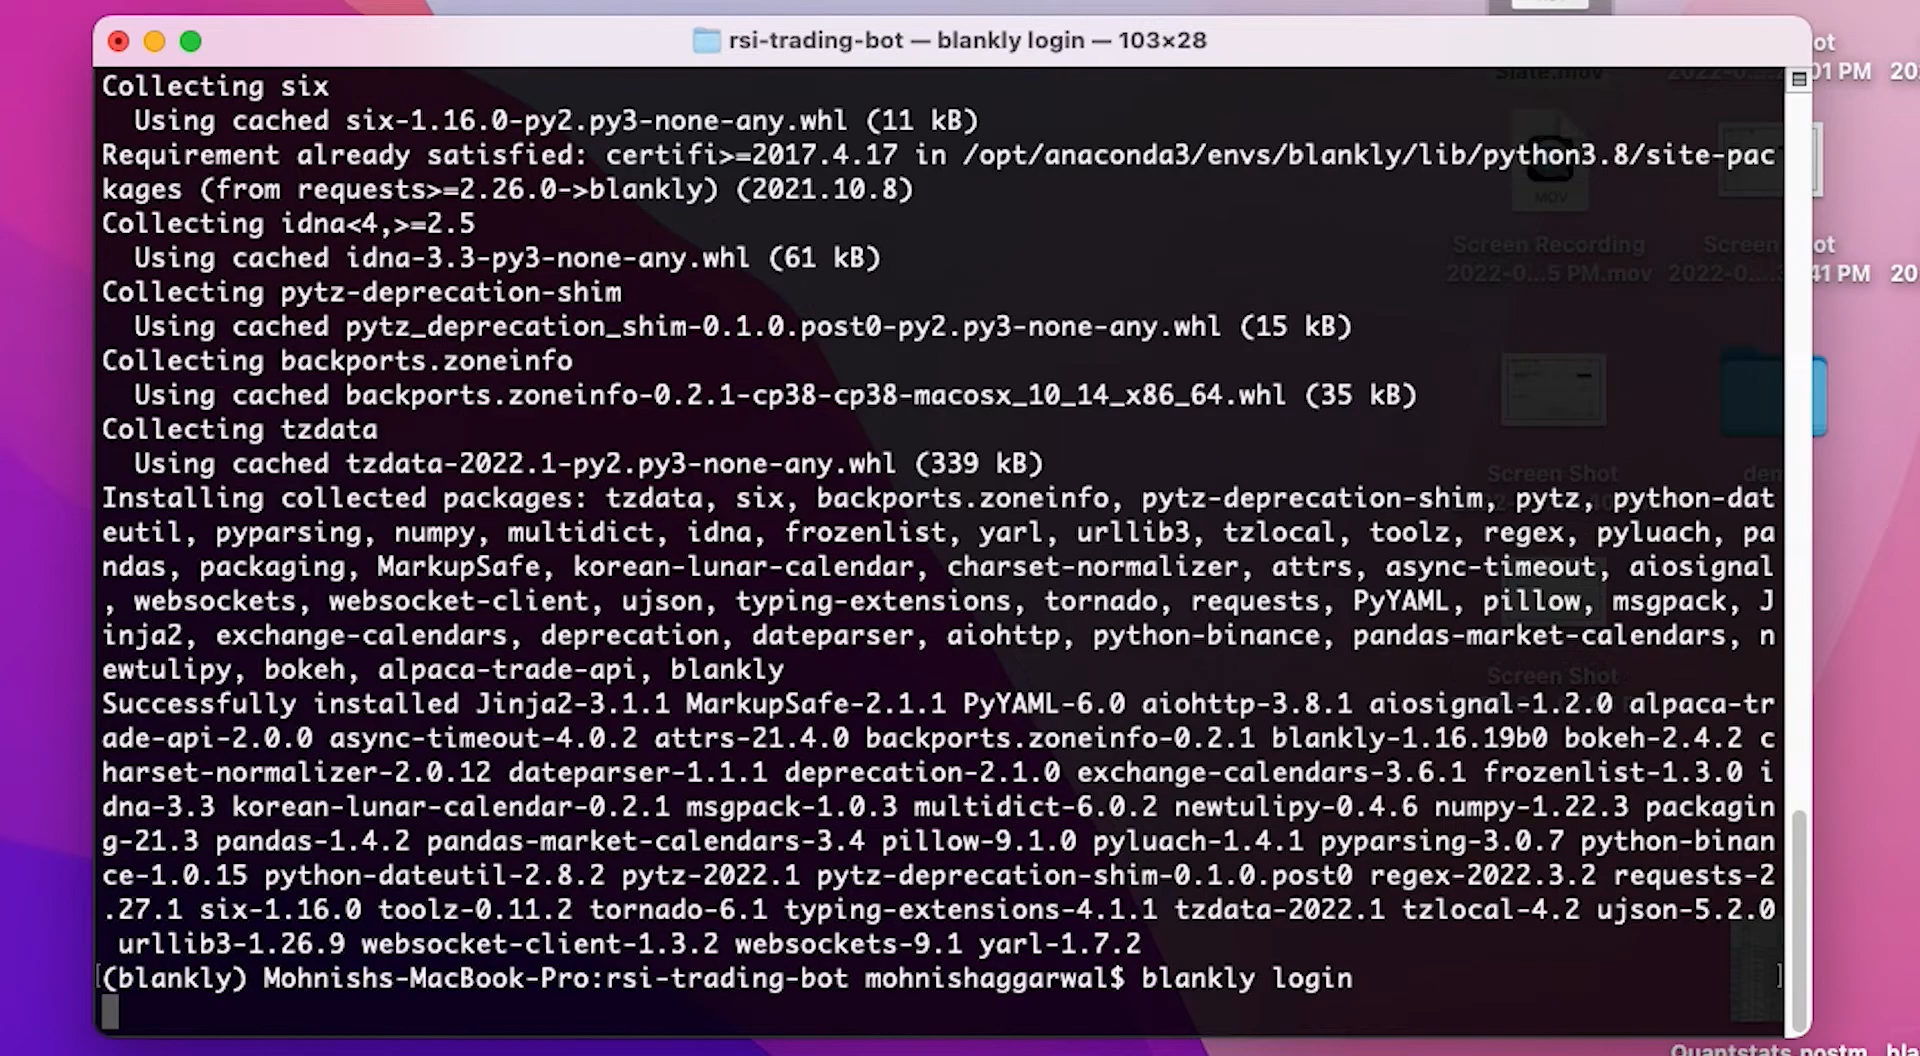 rsi-trading-bot — blankly login — 103×28
Collecting six
  Using cached six-1.16.0-py2.py3-none-any.whl (11 kB)
Requirement already satisfied: certifi>=2017.4.17 in /opt/anaconda3/envs/blankly/lib/python3.8/site-pac
kages (from requests>=2.26.0->blankly) (2021.10.8)
Collecting idna<4,>=2.5
  Using cached idna-3.3-py3-none-any.whl (61 kB)
Collecting pytz-deprecation-shim
  Using cached pytz_deprecation_shim-0.1.0.post0-py2.py3-none-any.whl (15 kB)
Collecting backports.zoneinfo
  Using cached backports.zoneinfo-0.2.1-cp38-cp38-macosx_10_14_x86_64.whl (35 kB)
Collecting tzdata
  Using cached tzdata-2022.1-py2.py3-none-any.whl (339 kB)
Installing collected packages: tzdata, six, backports.zoneinfo, pytz-deprecation-shim, pytz, python-dat
eutil, pyparsing, numpy, multidict, idna, frozenlist, yarl, urllib3, tzlocal, toolz, regex, pyluach, pa
ndas, packaging, MarkupSafe, korean-lunar-calendar, charset-normalizer, attrs, async-timeout, aiosignal
, websockets, websocket-client, ujson, typing-extensions, tornado, requests, PyYAML, pillow, msgpack, J
inja2, exchange-calendars, deprecation, dateparser, aiohttp, python-binance, pandas-market-calendars, n
ewtulipy, bokeh, alpaca-trade-api, blankly
Successfully installed Jinja2-3.1.1 MarkupSafe-2.1.1 PyYAML-6.0 aiohttp-3.8.1 aiosignal-1.2.0 alpaca-tr
ade-api-2.0.0 async-timeout-4.0.2 attrs-21.4.0 backports.zoneinfo-0.2.1 blankly-1.16.19b0 bokeh-2.4.2 c
harset-normalizer-2.0.12 dateparser-1.1.1 deprecation-2.1.0 exchange-calendars-3.6.1 frozenlist-1.3.0 i
dna-3.3 korean-lunar-calendar-0.2.1 msgpack-1.0.3 multidict-6.0.2 newtulipy-0.4.6 numpy-1.22.3 packagin
g-21.3 pandas-1.4.2 pandas-market-calendars-3.4 pillow-9.1.0 pyluach-1.4.1 pyparsing-3.0.7 python-binan
ce-1.0.15 python-dateutil-2.8.2 pytz-2022.1 pytz-deprecation-shim-0.1.0.post0 regex-2022.3.2 requests-2
.27.1 six-1.16.0 toolz-0.11.2 tornado-6.1 typing-extensions-4.1.1 tzdata-2022.1 tzlocal-4.2 ujson-5.2.0
 urllib3-1.26.9 websocket-client-1.3.2 websockets-9.1 yarl-1.7.2
(blankly) Mohnishs-MacBook-Pro:rsi-trading-bot mohnishaggarwal$ blankly login
Slate.mov
01 PM
MOV
Screen Recording
2022-0...5 PM.mov
41 PM
Screen Shot
Screen Shot